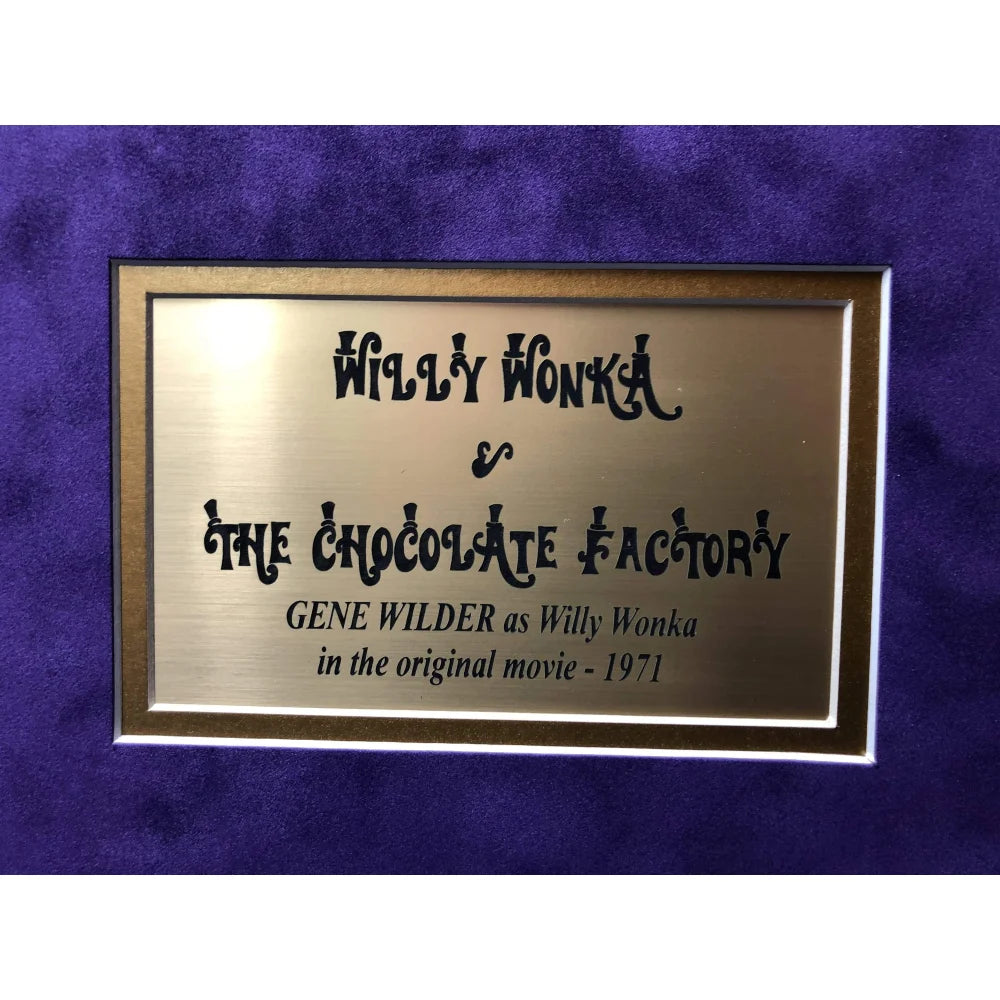 WILLY WONKA
&
THE CHOCOLATE FACTORY
GENE WILDER as Willy Wonka
in the original movie - 1971